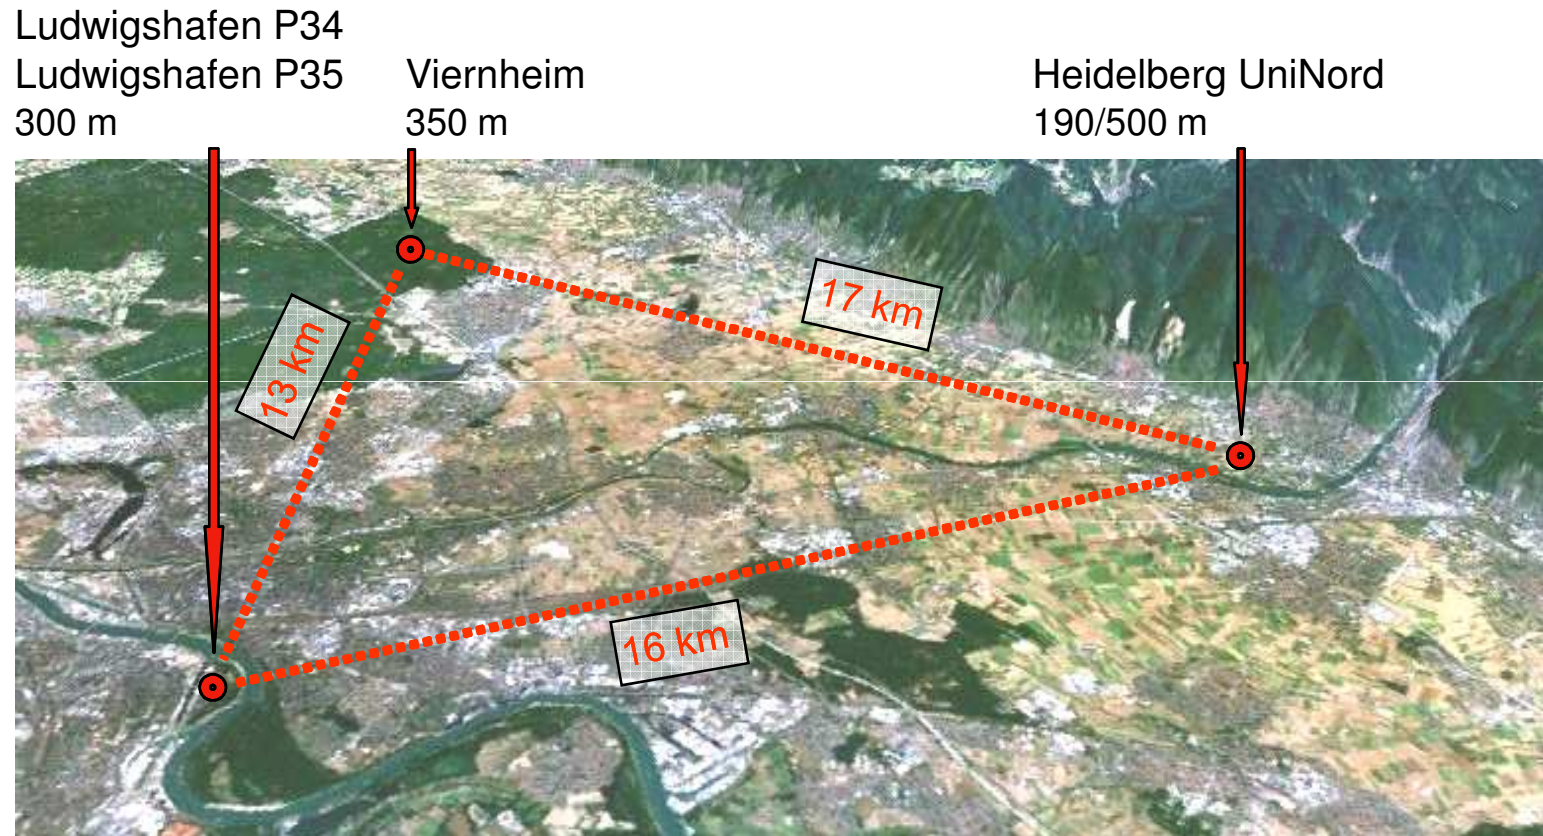 Ludwigshafen P34
Ludwigshafen P35
300 m
Viernheim
350 m
Heidelberg UniNord
190/500 m
17 km
13 km
16 km